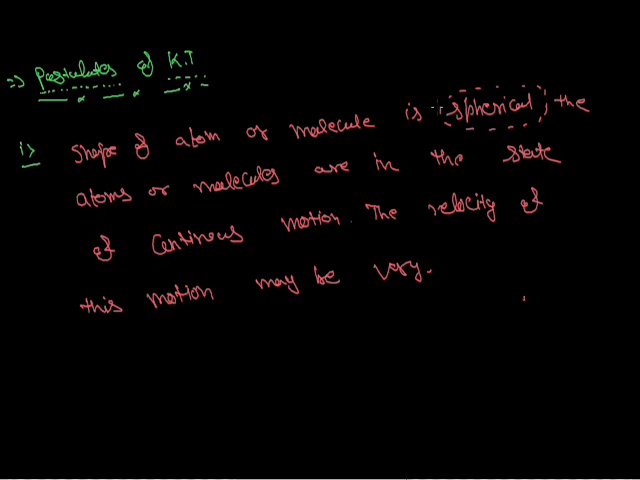 => Postulates of K.T
i> Shape of atom or molecule is spherical, the
atoms or molecules are in the state
of Continous motion. The velocity of
this motion may be vary.